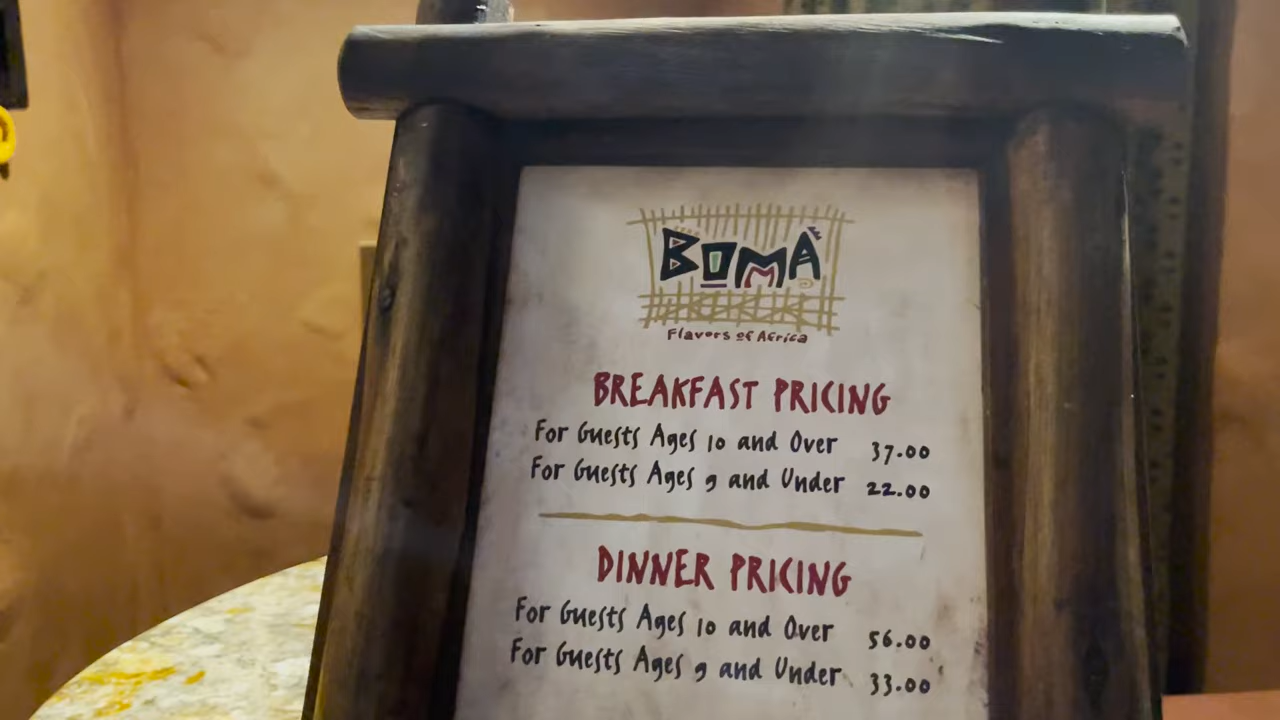 BOMA
Flavors of Africa
BREAKFAST PRICING
For Guests Ages 10 and Over 37.00
For Guests Ages 9 and Under 22.00
DINNER PRICING
For Guests Ages 10 and Over 56.00
For Guests Ages 9 and Under 33.00